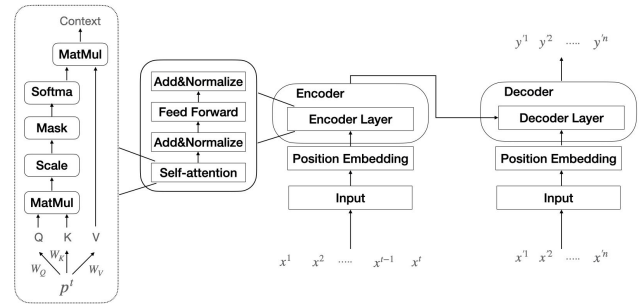 Context
MatMul
Softma
Mask
Scale
MatMul
Q K V
W_Q W_K W_V
p^t
Add&Normalize
Feed Forward
Add&Normalize
Self-attention
Encoder
Encoder Layer
Position Embedding
Input
x^1 x^2 ..... x^{t-1} x^t
y'^1 y'^2 ..... y'^n
Decoder
Decoder Layer
Position Embedding
Input
x'^1 x'^2 ..... x'^n